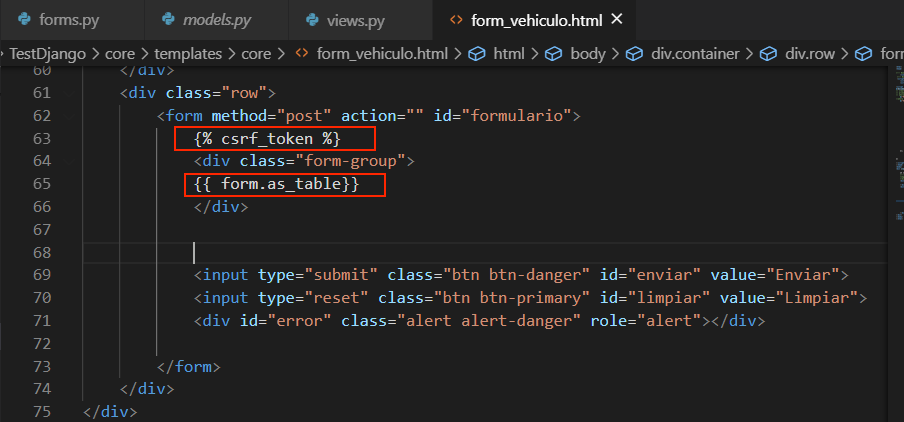 forms.py models.py views.py <> form_vehiculo.html ×
TestDjango > core > templates > core > <> form_vehiculo.html > html > body > div.container > div.row > for
60 </div>
61 <div class="row">
62 <form method="post" action="" id="formulario">
63 {% csrf_token %}
64 <div class="form-group">
65 {{ form.as_table}}
66 </div>
67
68
69 <input type="submit" class="btn btn-danger" id="enviar" value="Enviar">
70 <input type="reset" class="btn btn-primary" id="limpiar" value="Limpiar">
71 <div id="error" class="alert alert-danger" role="alert"></div>
72
73 </form>
74 </div>
75 </div>